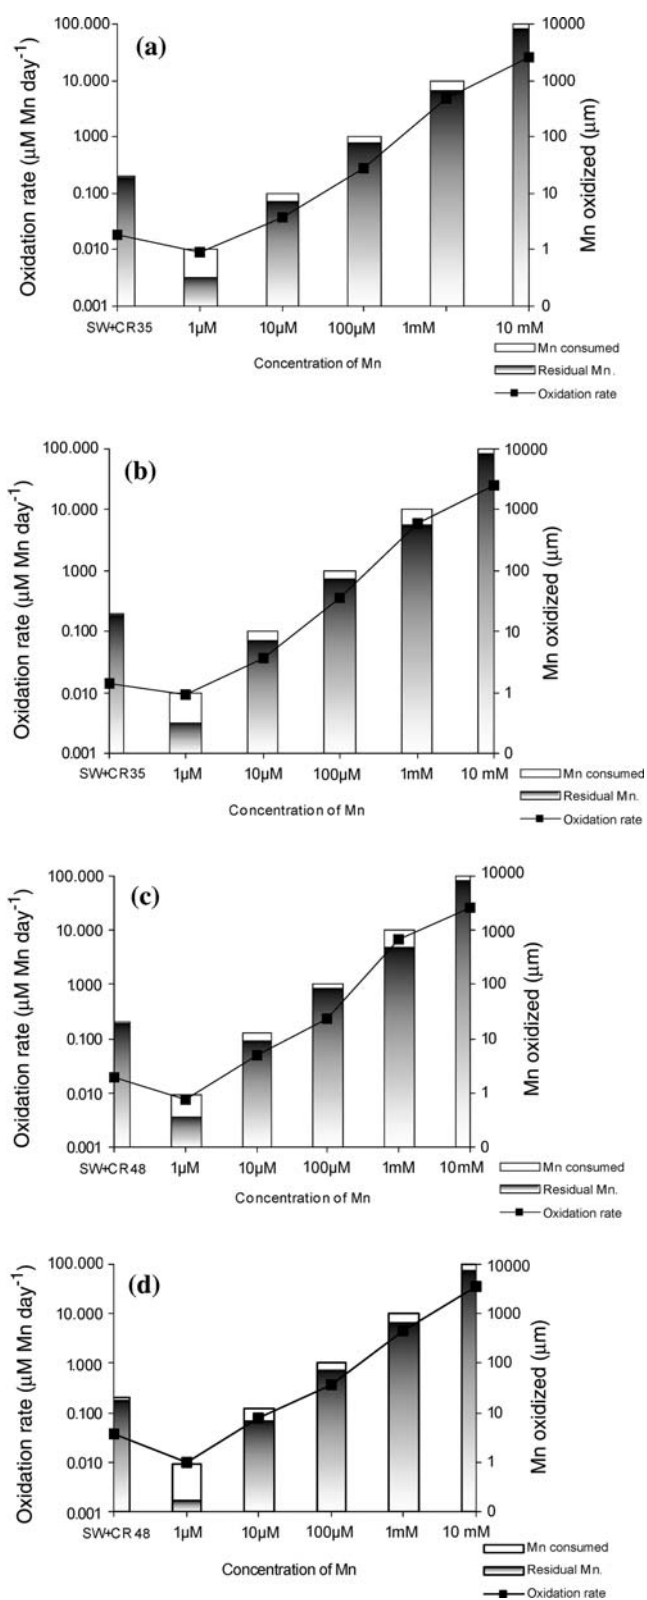 (a)
Oxidation rate (µM Mn day-1)
100.000
10.000
1000
0.100
0.010
0.001
10000
1000
100
10
1
0
Mn oxidized (µm)
SW+CR35 1µM 10µM 100µM 1mM 10 mM
Concentration of Mn
Mn consumed
Residual Mn.
Oxidation rate
(b)
Oxidation rate (µM Mn day-1)
100.000
10.000
1000
0.100
0.010
0.001
10000
1000
100
10
1
0
Mn oxidized (µm)
SW+CR35 1µM 10µM 100µM 1mM 10 mM
Concentration of Mn
Mn consumed
Residual Mn.
Oxidation rate
(c)
Oxidation rate (µM Mn day-1)
100.000
10.000
1000
0.100
0.010
0.001
10000
1000
100
10
1
0
Mn oxidized (µm)
SW+CR48 1µM 10µM 100µM 1mM 10mM
Concentration of Mn
Mn consumed
Residual Mn.
Oxidation rate
(d)
Oxidation rate (µM Mn day-1)
100.000
10.000
1.000
0.100
0.010
0.001
10000
1000
100
10
1
0
Mn oxidized (µm)
SW+CR 48 1µM 10µM 100µM 1mM 10 mM
Concentration of Mn
Mn consumed
Residual Mn.
Oxidation rate